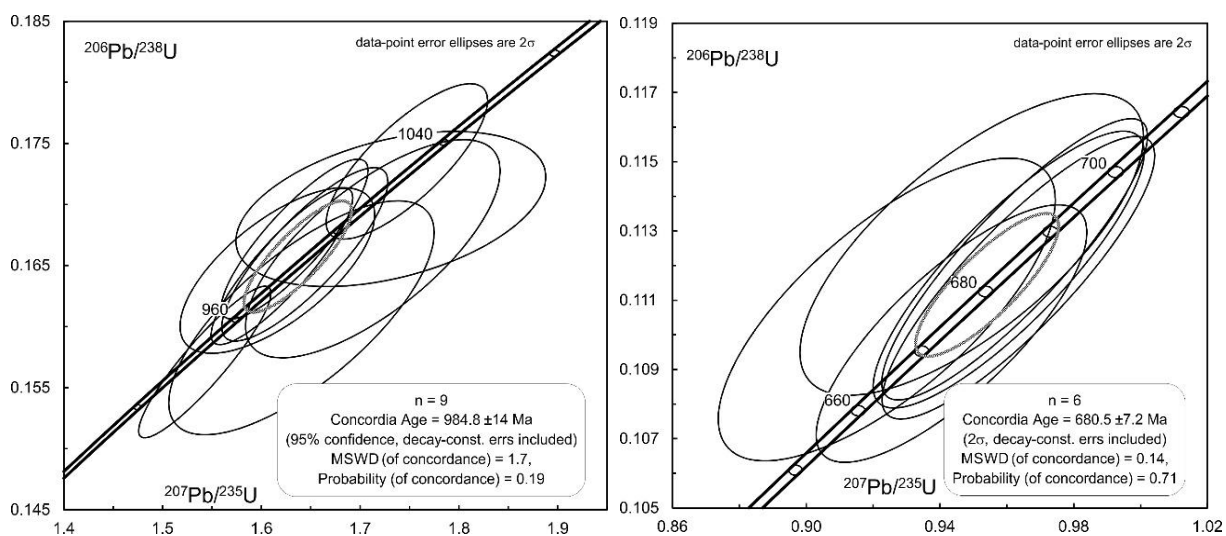 0.185
0.175
0.165
0.155
0.145
1.4
1.5
1.6
1.7
1.8
1.9
²⁰⁶Pb/²³⁸U
data-point error ellipses are 2σ
1040
960
n = 9
Concordia Age = 984.8 ±14 Ma
(95% confidence, decay-const. errs included)
MSWD (of concordance) = 1.7,
Probability (of concordance) = 0.19
²⁰⁷Pb/²³⁵U
0.119
0.117
0.115
0.113
0.111
0.109
0.107
0.105
0.86
0.90
0.94
0.98
1.02
²⁰⁶Pb/²³⁸U
data-point error ellipses are 2σ
700
680
660
n = 6
Concordia Age = 680.5 ±7.2 Ma
(2σ, decay-const. errs included)
MSWD (of concordance) = 0.14,
Probability (of concordance) = 0.71
²⁰⁷Pb/²³⁵U